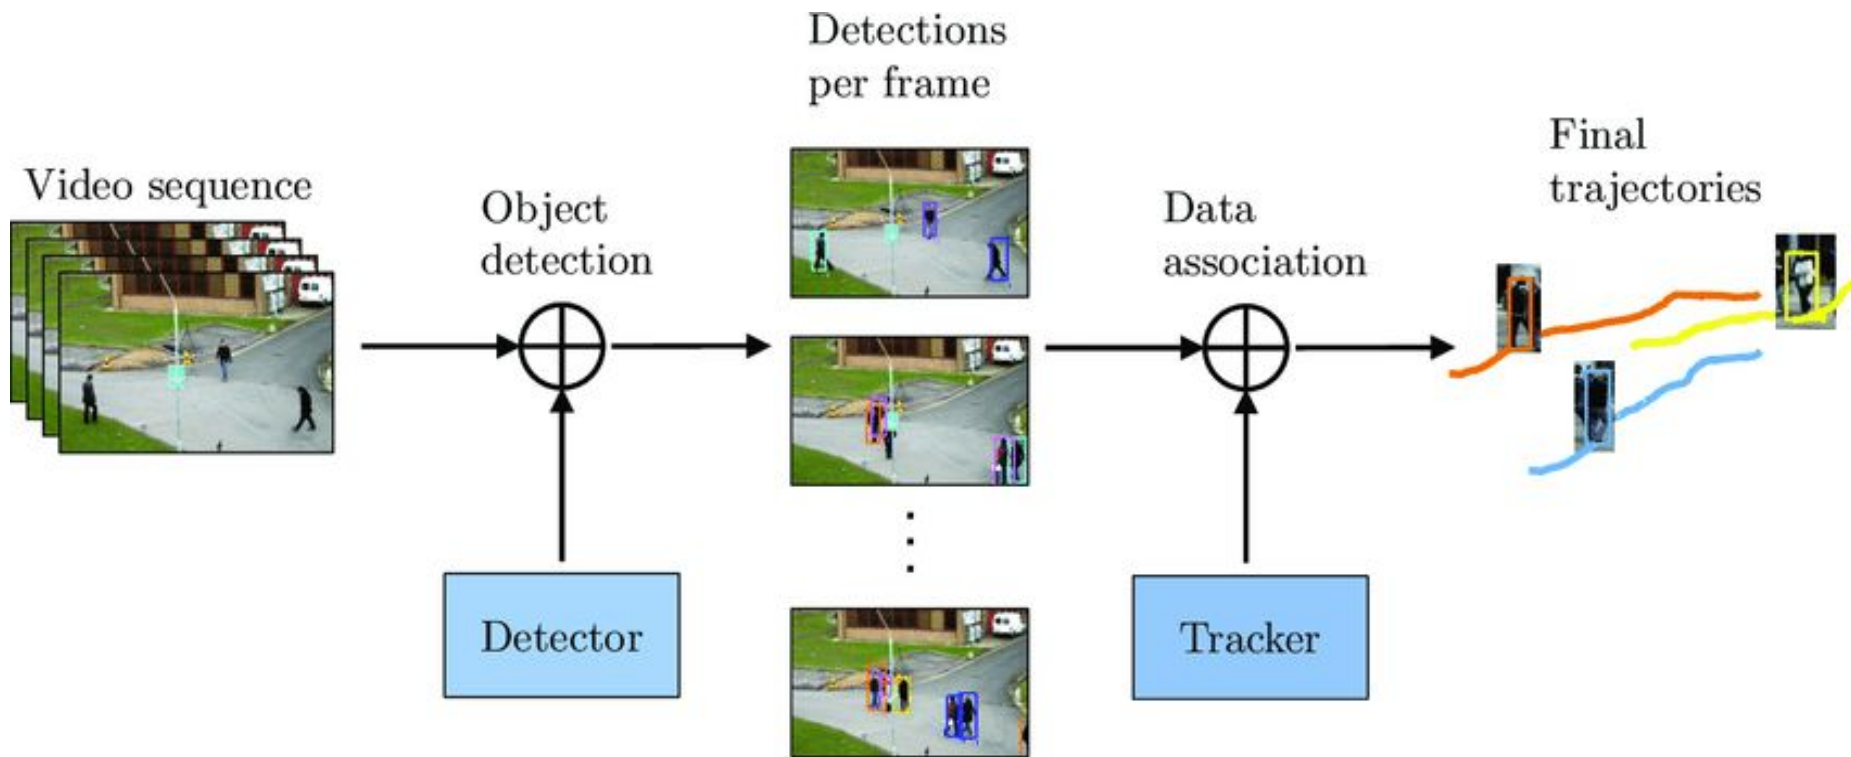 Video sequence
Object
detection
Detector
Detections
per frame
Data
association
Tracker
Final
trajectories